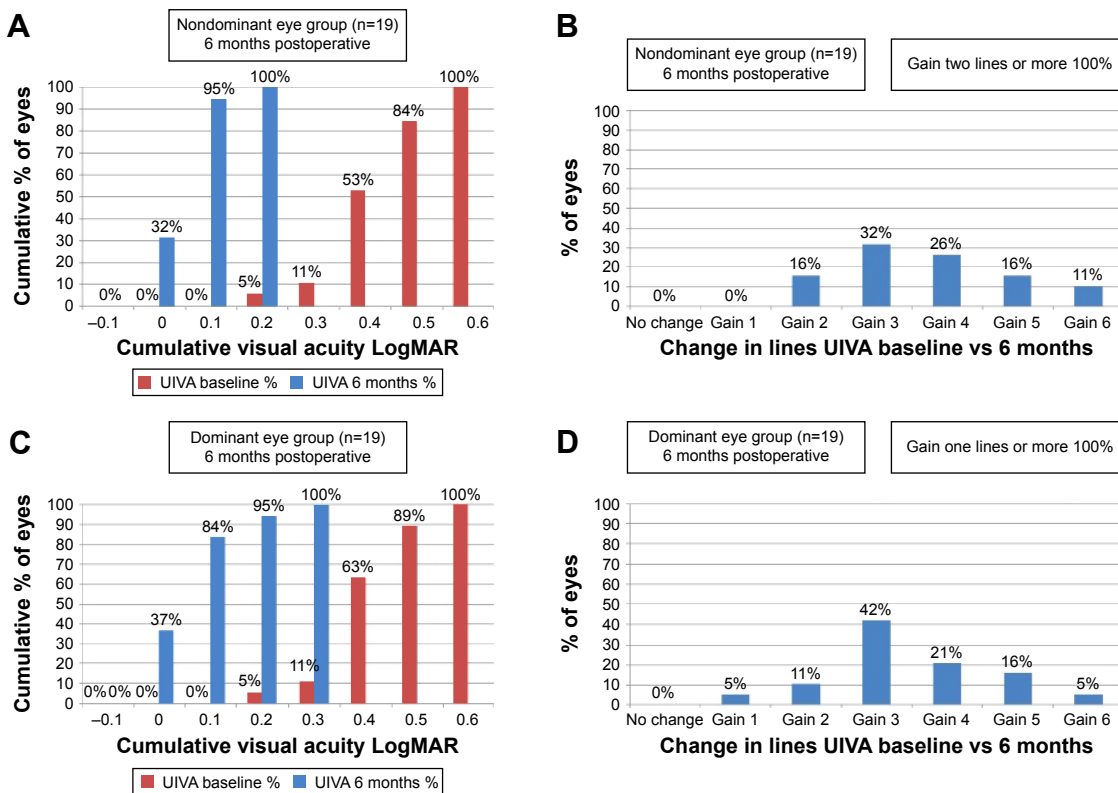 A
Nondominant eye group (n=19)
6 months postoperative
Cumulative % of eyes
100
90
80
70
60
50
40
30
20
10
0
0% 0% 32% 0% 95% 5% 100% 11% 53% 84% 100%
–0.1 0 0.1 0.2 0.3 0.4 0.5 0.6
Cumulative visual acuity LogMAR
UIVA baseline % UIVA 6 months %
B
Nondominant eye group (n=19)
6 months postoperative
Gain two lines or more 100%
% of eyes
100
90
80
70
60
50
40
30
20
10
0
0% 0% 16% 32% 26% 16% 11%
No change Gain 1 Gain 2 Gain 3 Gain 4 Gain 5 Gain 6
Change in lines UIVA baseline vs 6 months
C
Dominant eye group (n=19)
6 months postoperative
Cumulative % of eyes
100
90
80
70
60
50
40
30
20
10
0
0% 0% 0% 37% 0% 84% 5% 95% 11% 100% 63% 89% 100%
–0.1 0 0.1 0.2 0.3 0.4 0.5 0.6
Cumulative visual acuity LogMAR
UIVA baseline % UIVA 6 months %
D
Dominant eye group (n=19)
6 months postoperative
Gain one lines or more 100%
% of eyes
100
90
80
70
60
50
40
30
20
10
0
0% 5% 11% 42% 21% 16% 5%
No change Gain 1 Gain 2 Gain 3 Gain 4 Gain 5 Gain 6
Change in lines UIVA baseline vs 6 months